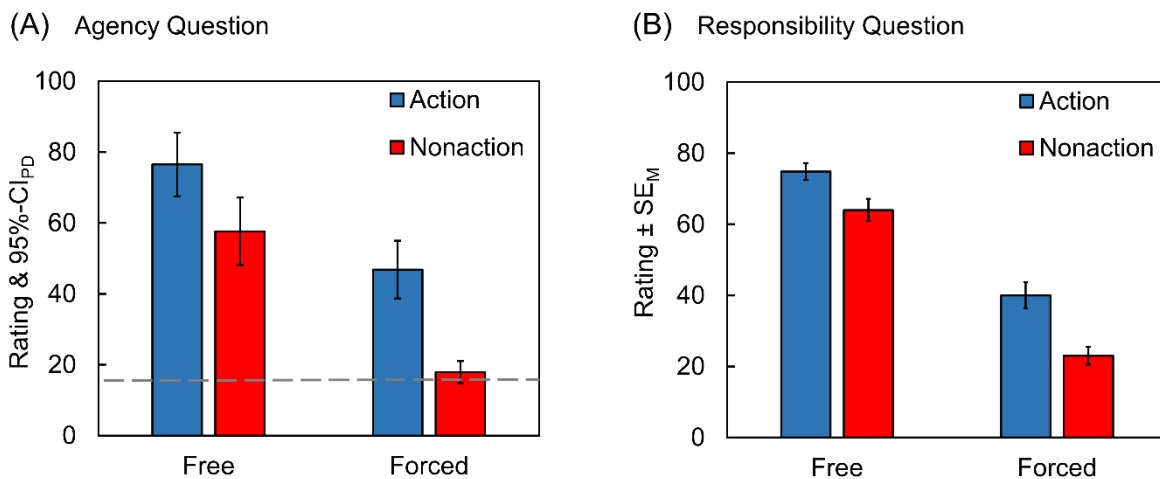 (A) Agency Question
Rating & 95%-CI_PD
100
80
60
40
20
0
Action
Nonaction
Free
Forced
(B) Responsibility Question
Rating ± SE_M
100
80
60
40
20
0
Action
Nonaction
Free
Forced